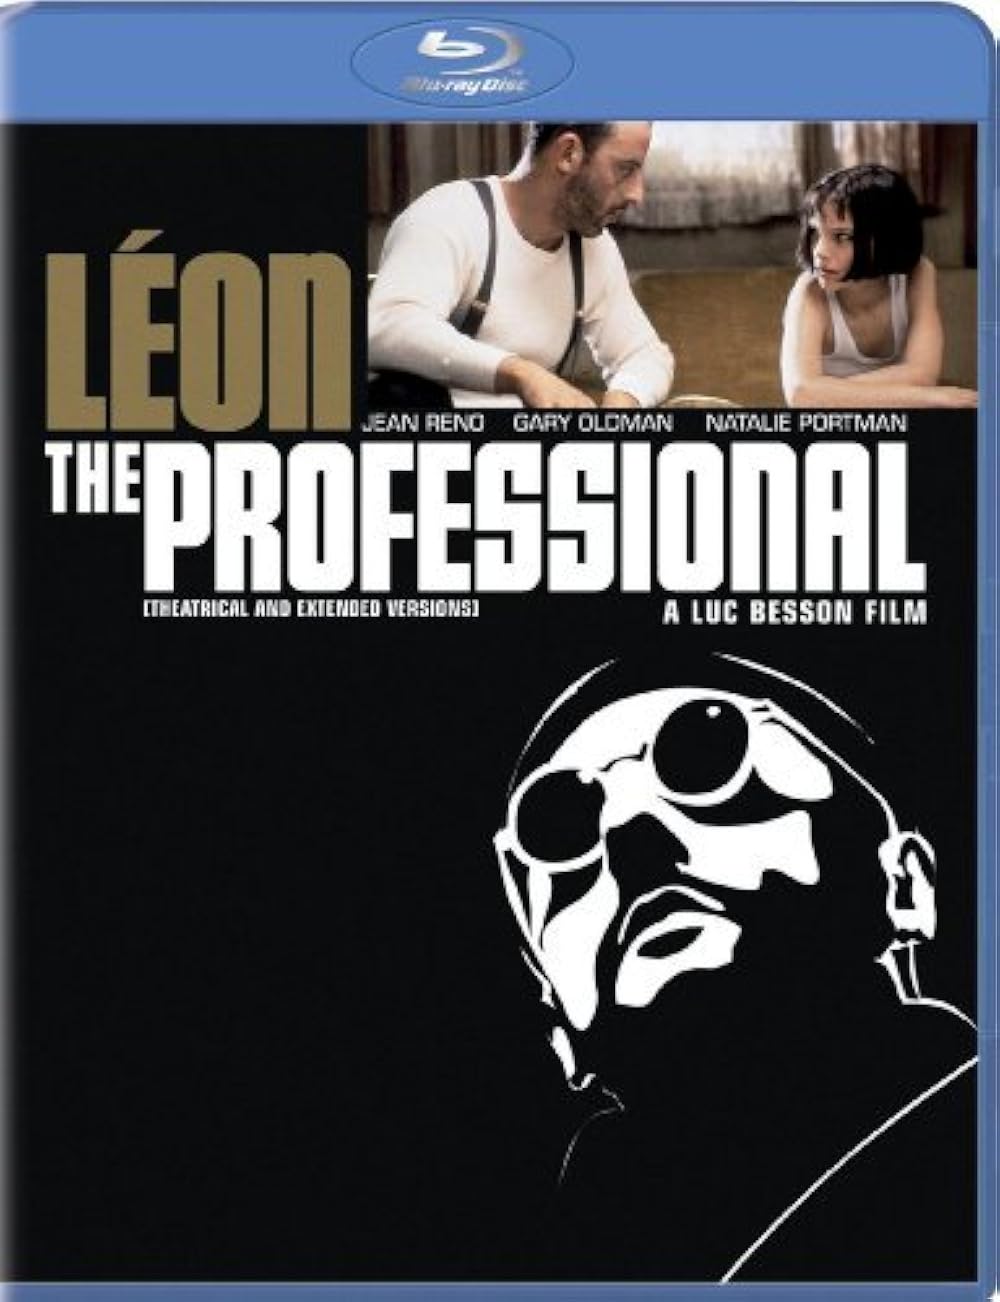 Blu-ray Disc
LÉON
JEAN RENO GARY OLDMAN NATALIE PORTMAN
THE PROFESSIONAL
[THEATRICAL AND EXTENDED VERSIONS] A LUC BESSON FILM